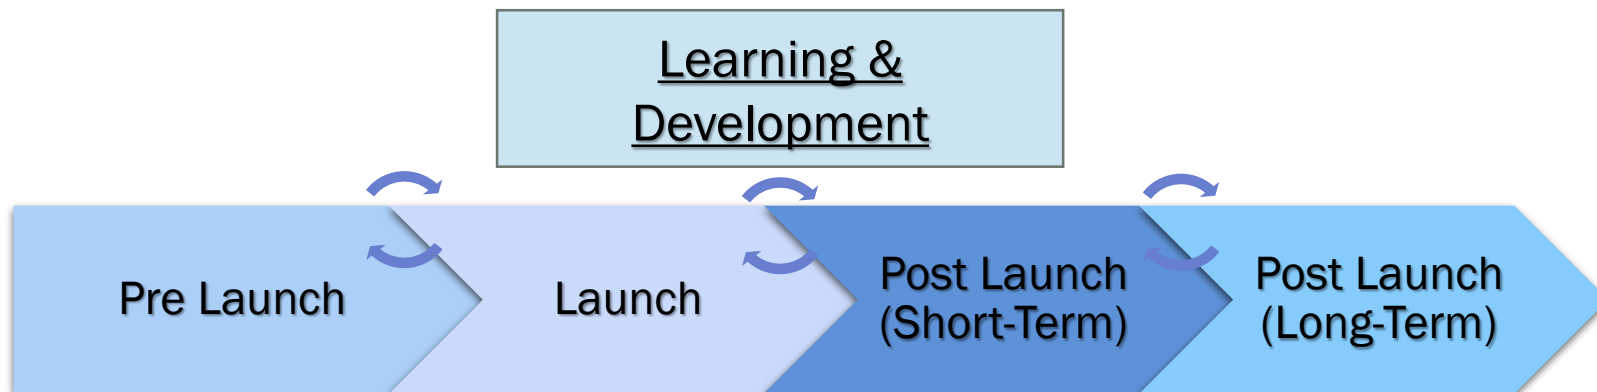 Learning &
Development
Pre Launch
Launch
Post Launch
(Short-Term)
Post Launch
(Long-Term)